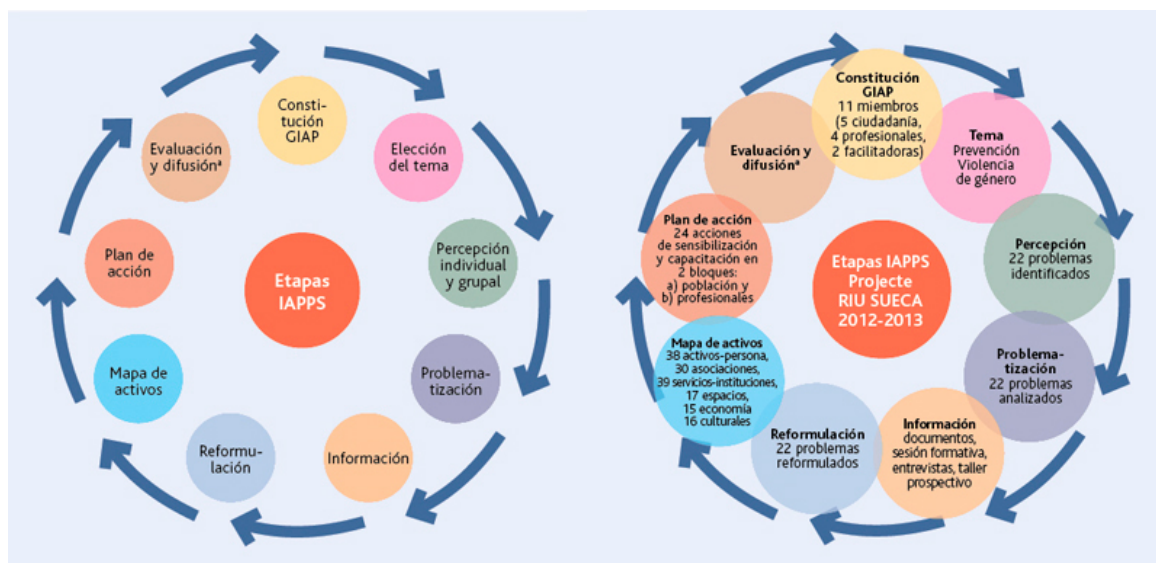 Consti-
tución
GIAP
Elección
del tema
Percepción
individual
y grupal
Problema-
tización
Información
Reformu-
lación
Mapa de
activos
Plan de
acción
Evaluación
y difusiónª
Etapas
IAPPS
Constitución
GIAP
11 miembros
(5 ciudadanía,
4 profesionales,
2 facilitadoras)
Tema
Prevención
Violencia
de género
Percepción
22 problemas
identificados
Problema-
tización
22 problemas
analizados
Información
documentos,
sesión formativa,
entrevistas, taller
prospectivo
Reformulación
22 problemas
reformulados
Mapa de activos
38 activos-persona,
30 asociaciones,
39 servicios-instituciones,
17 espacios,
15 economía
16 culturales
Plan de acción
24 acciones
de sensibilización
y capacitación en
2 bloques:
a) población y
b) profesionales
Evaluación y
difusiónª
Etapas IAPPS
Projecte
RIU SUECA
2012-2013